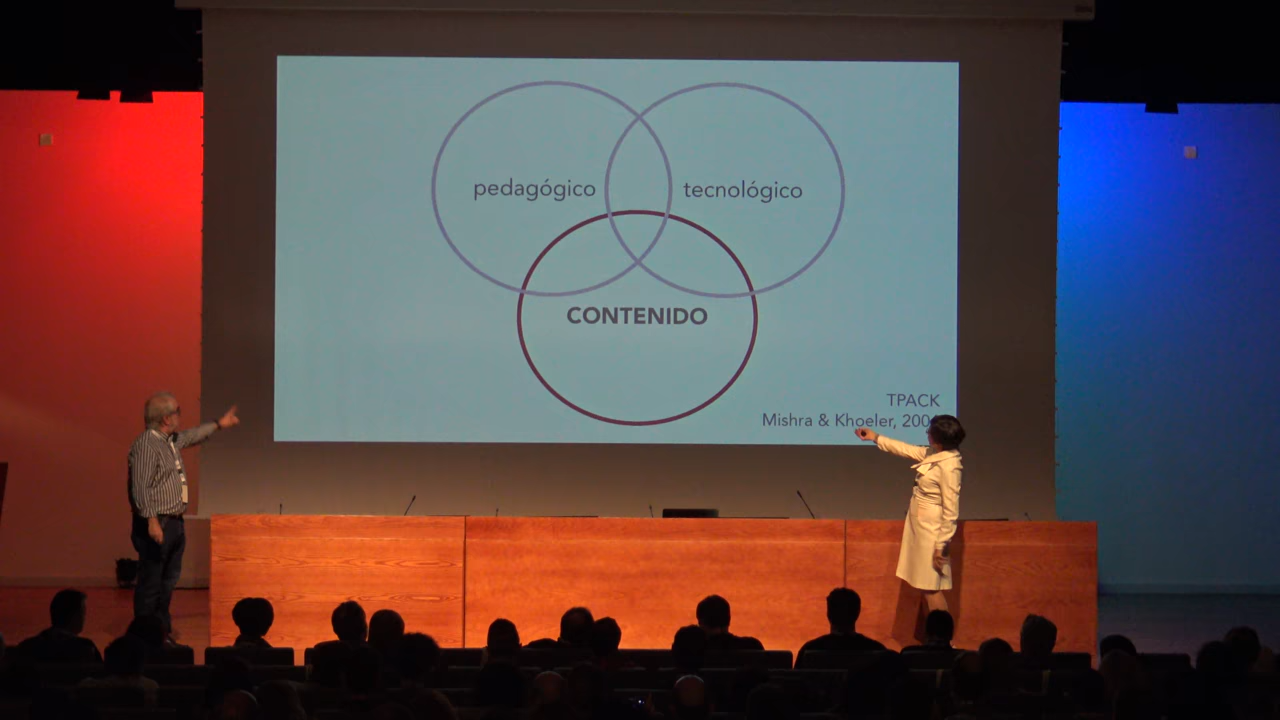 pedagógico
tecnológico
CONTENIDO
TPACK
Mishra & Khoeler,